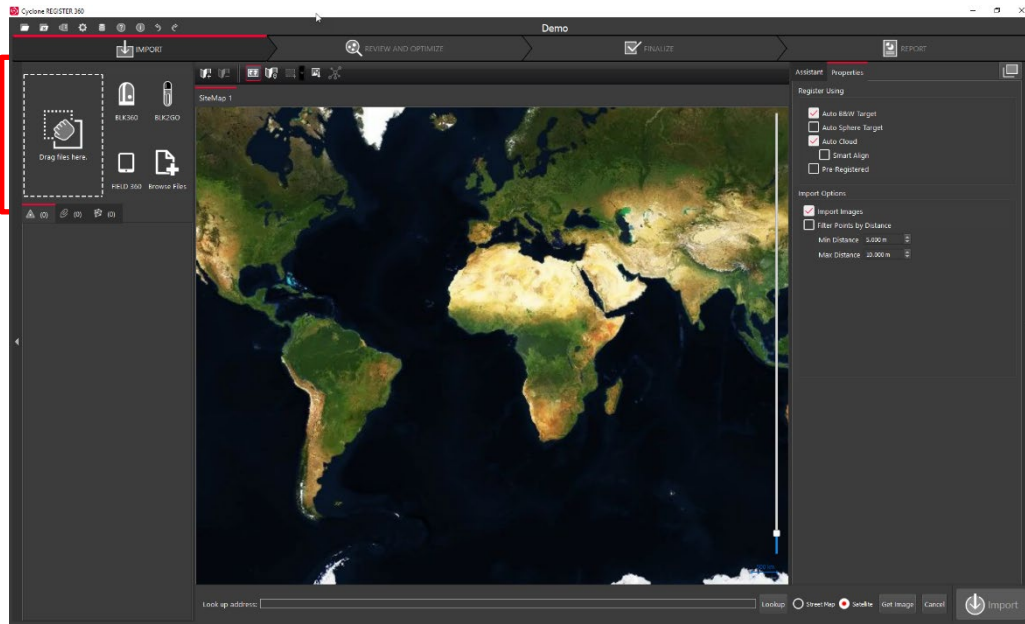 Cyclone REGISTER 360
Demo
IMPORT
REVIEW AND OPTIMIZE
FINALIZE
REPORT
Drag files here.
BLK360
BLK2GO
FIELD 360
Browse Files
(0)
(0)
(0)
SiteMap 1
Assistant
Properties
Register Using
Auto B&W Target
Auto Sphere Target
Auto Cloud
Smart Align
Pre Registered
Import Options
Import Images
Filter Points by Distance
Min Distance
Max Distance
Look up address:
Lookup
Street Map
Satellite
Get Image
Cancel
Import